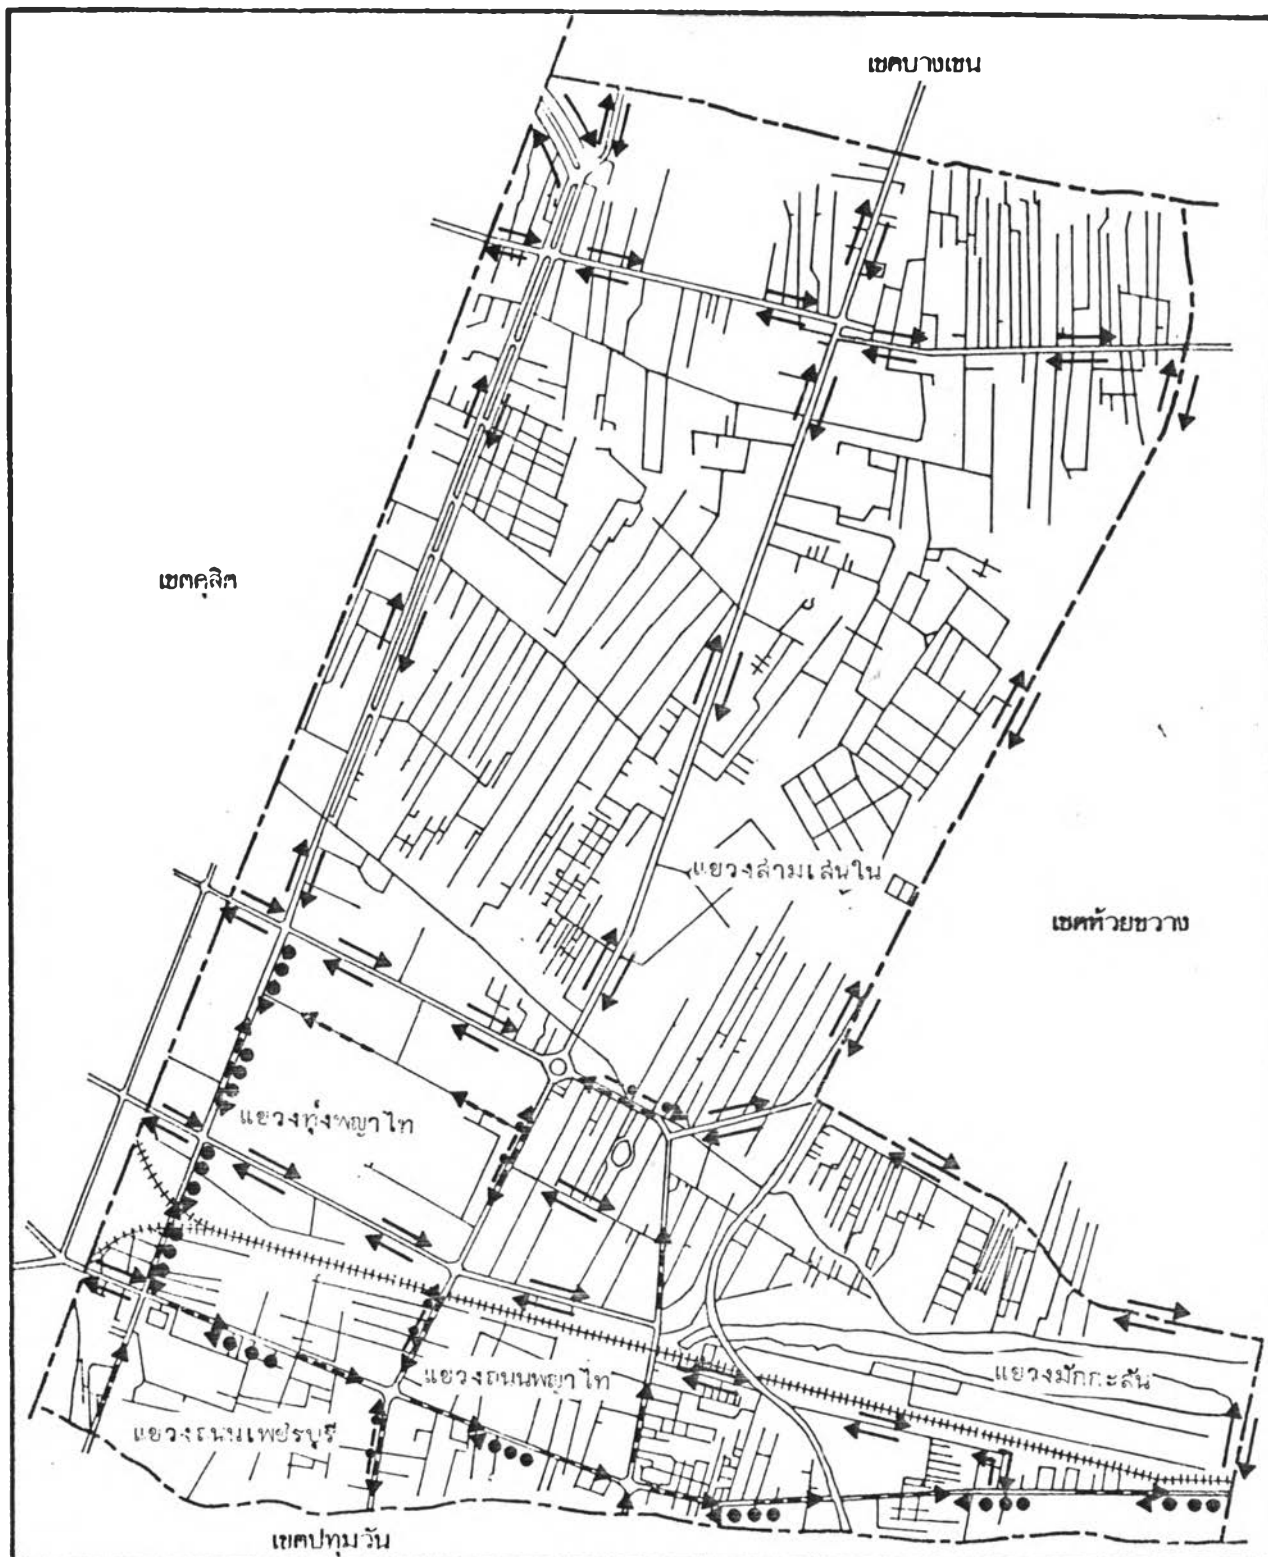 เขตบางเขน
เขตดุสิต
แขวงสามเสนใน
เขตห้วยขวาง
แขวงทุ่งพญาไท
แขวงถนนพญาไท
แขวงมักกะสัน
แขวงถนนเพชรบุรี
เขตปทุมวัน